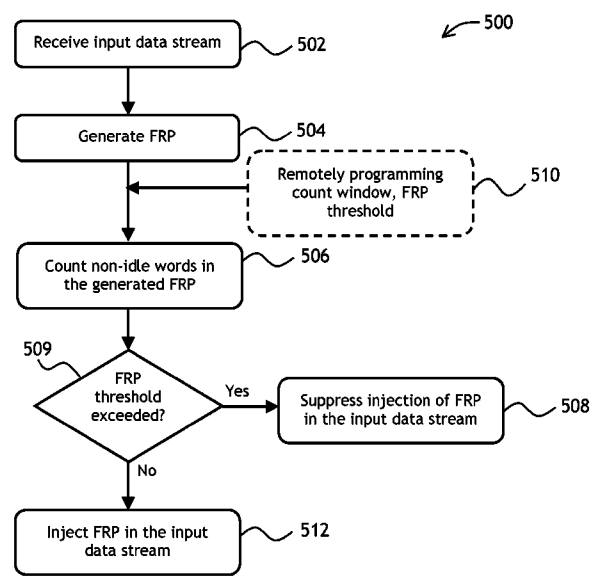 500
Receive input data stream
502
Generate FRP
504
Remotely programming
count window, FRP
threshold
510
Count non-idle words in
the generated FRP
506
509
FRP
threshold
exceeded?
Yes
Suppress injection of FRP
in the input data stream
508
No
Inject FRP in the input
data stream
512